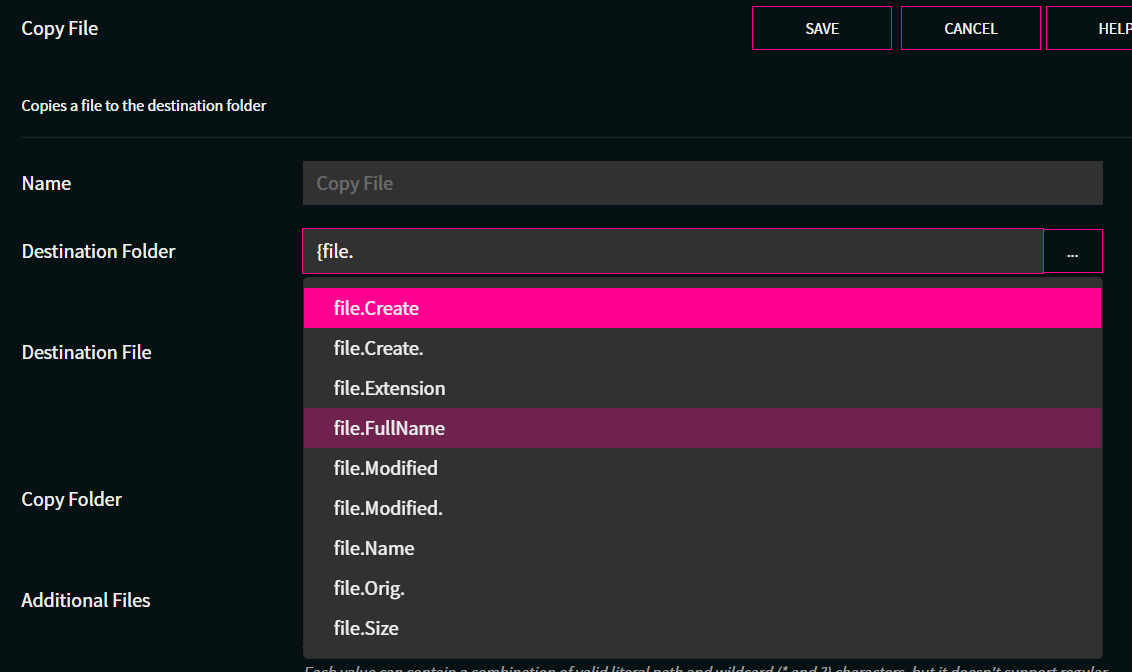 Copy File
SAVE
CANCEL
HELP
Copies a file to the destination folder
Name
Copy File
Destination Folder
{file.
...
file.Create
file.Create.
Destination File
file.Extension
file.FullName
file.Modified
Copy Folder
file.Modified.
file.Name
Additional Files
file.Orig.
file.Size
Each value can contain a combination of valid literal path and wildcard (* and ?) characters, but it doesn't support regular